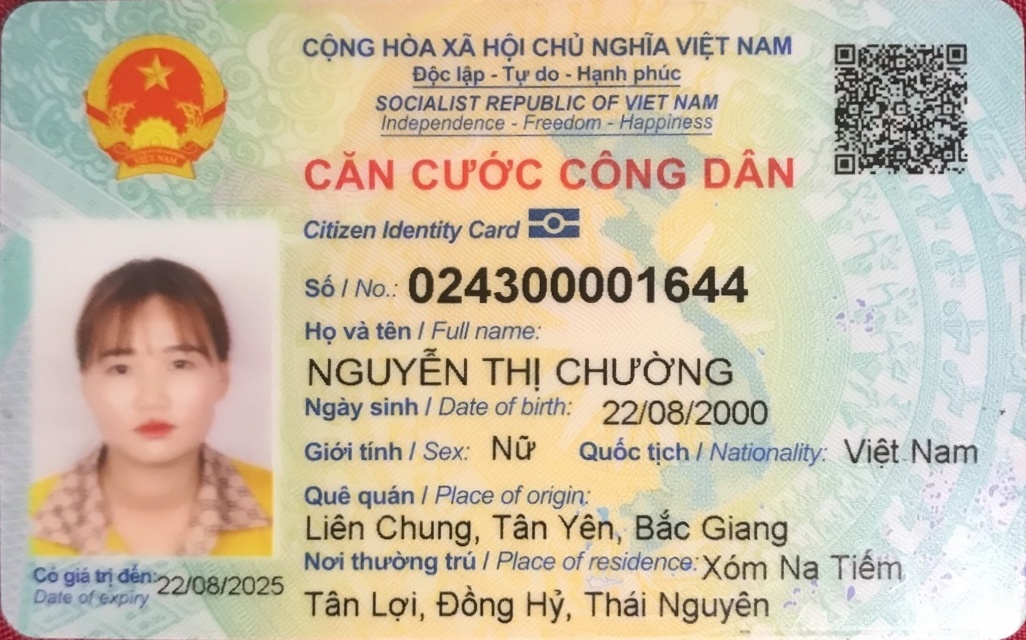 CỘNG HÒA XÃ HỘI CHỦ NGHĨA VIỆT NAM
Độc lập - Tự do - Hạnh phúc
SOCIALIST REPUBLIC OF VIET NAM
Independence - Freedom - Happiness
CĂN CƯỚC CÔNG DÂN
Citizen Identity Card
Số / No.: 024300001644
Họ và tên / Full name:
NGUYỄN THỊ CHƯỜNG
Ngày sinh / Date of birth: 22/08/2000
Giới tính / Sex: Nữ Quốc tịch / Nationality: Việt Nam
Quê quán / Place of origin:
Liên Chung, Tân Yên, Bắc Giang
Nơi thường trú / Place of residence: Xóm Na Tiếm
Tân Lợi, Đồng Hỷ, Thái Nguyên
Có giá trị đến: 22/08/2025
Date of expiry
VIỆT NAM